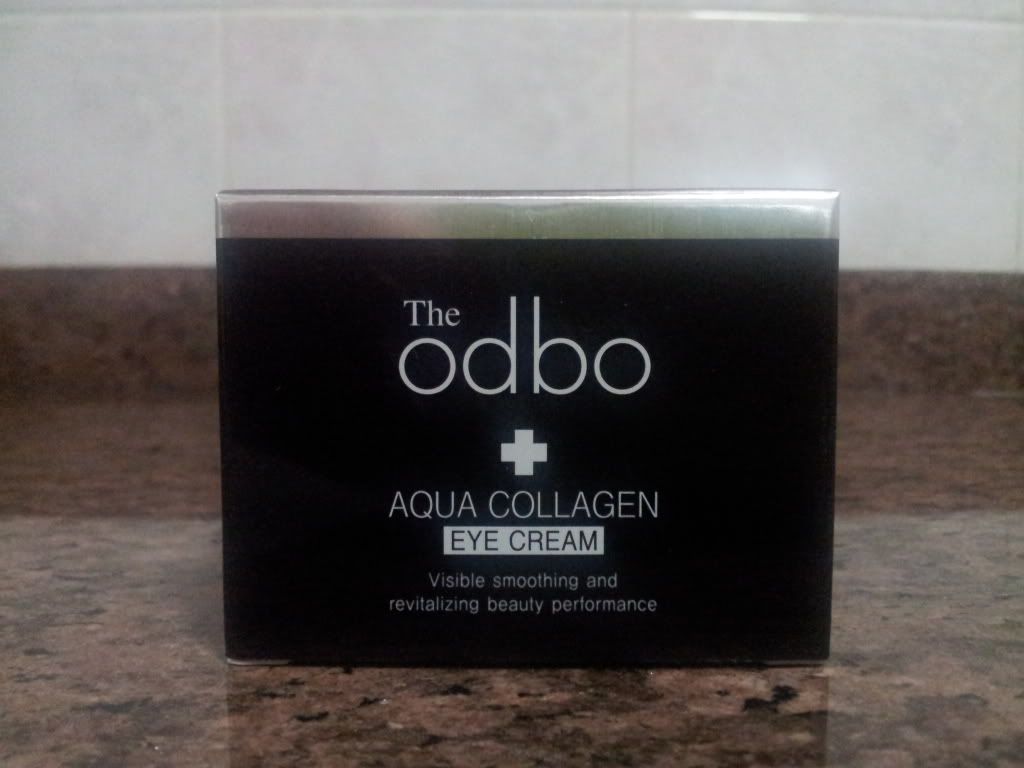 The
odbo
AQUA COLLAGEN
EYE CREAM
Visible smoothing and
revitalizing beauty performance